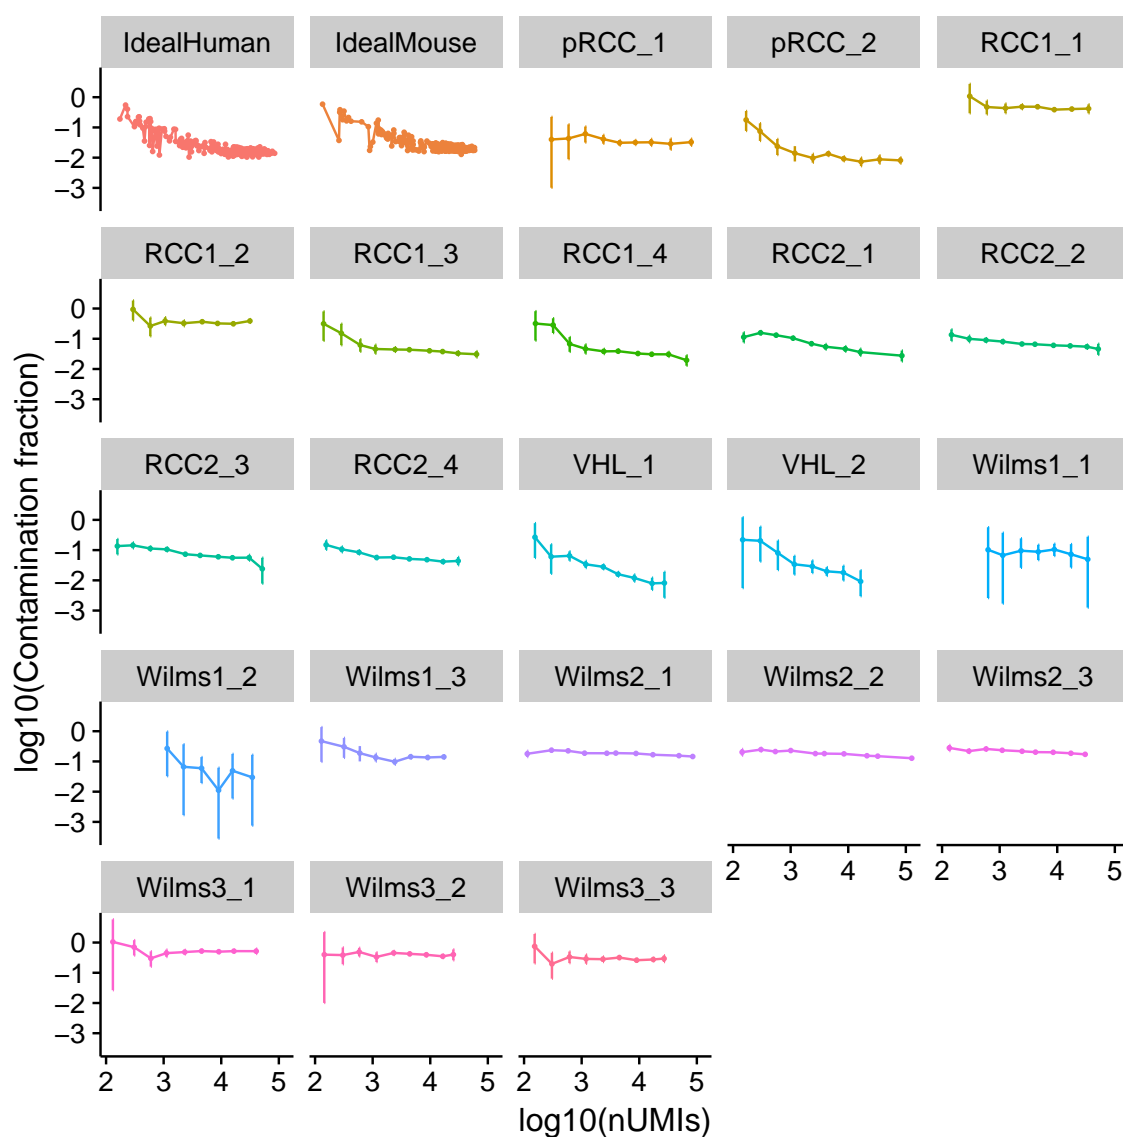 IdealHuman IdealMouse pRCC_1 pRCC_2 RCC1_1
0
−1
−2
−3
RCC1_2 RCC1_3 RCC1_4 RCC2_1 RCC2_2
0
−1
−2
−3
log10(Contamination fraction)
RCC2_3 RCC2_4 VHL_1 VHL_2 Wilms1_1
0
−1
−2
−3
Wilms1_2 Wilms1_3 Wilms2_1 Wilms2_2 Wilms2_3
0
−1
−2
−3
2 3 4 5 2 3 4 5
Wilms3_1 Wilms3_2 Wilms3_3
0
−1
−2
−3
2 3 4 5 2 3 4 5 2 3 4 5
log10(nUMIs)